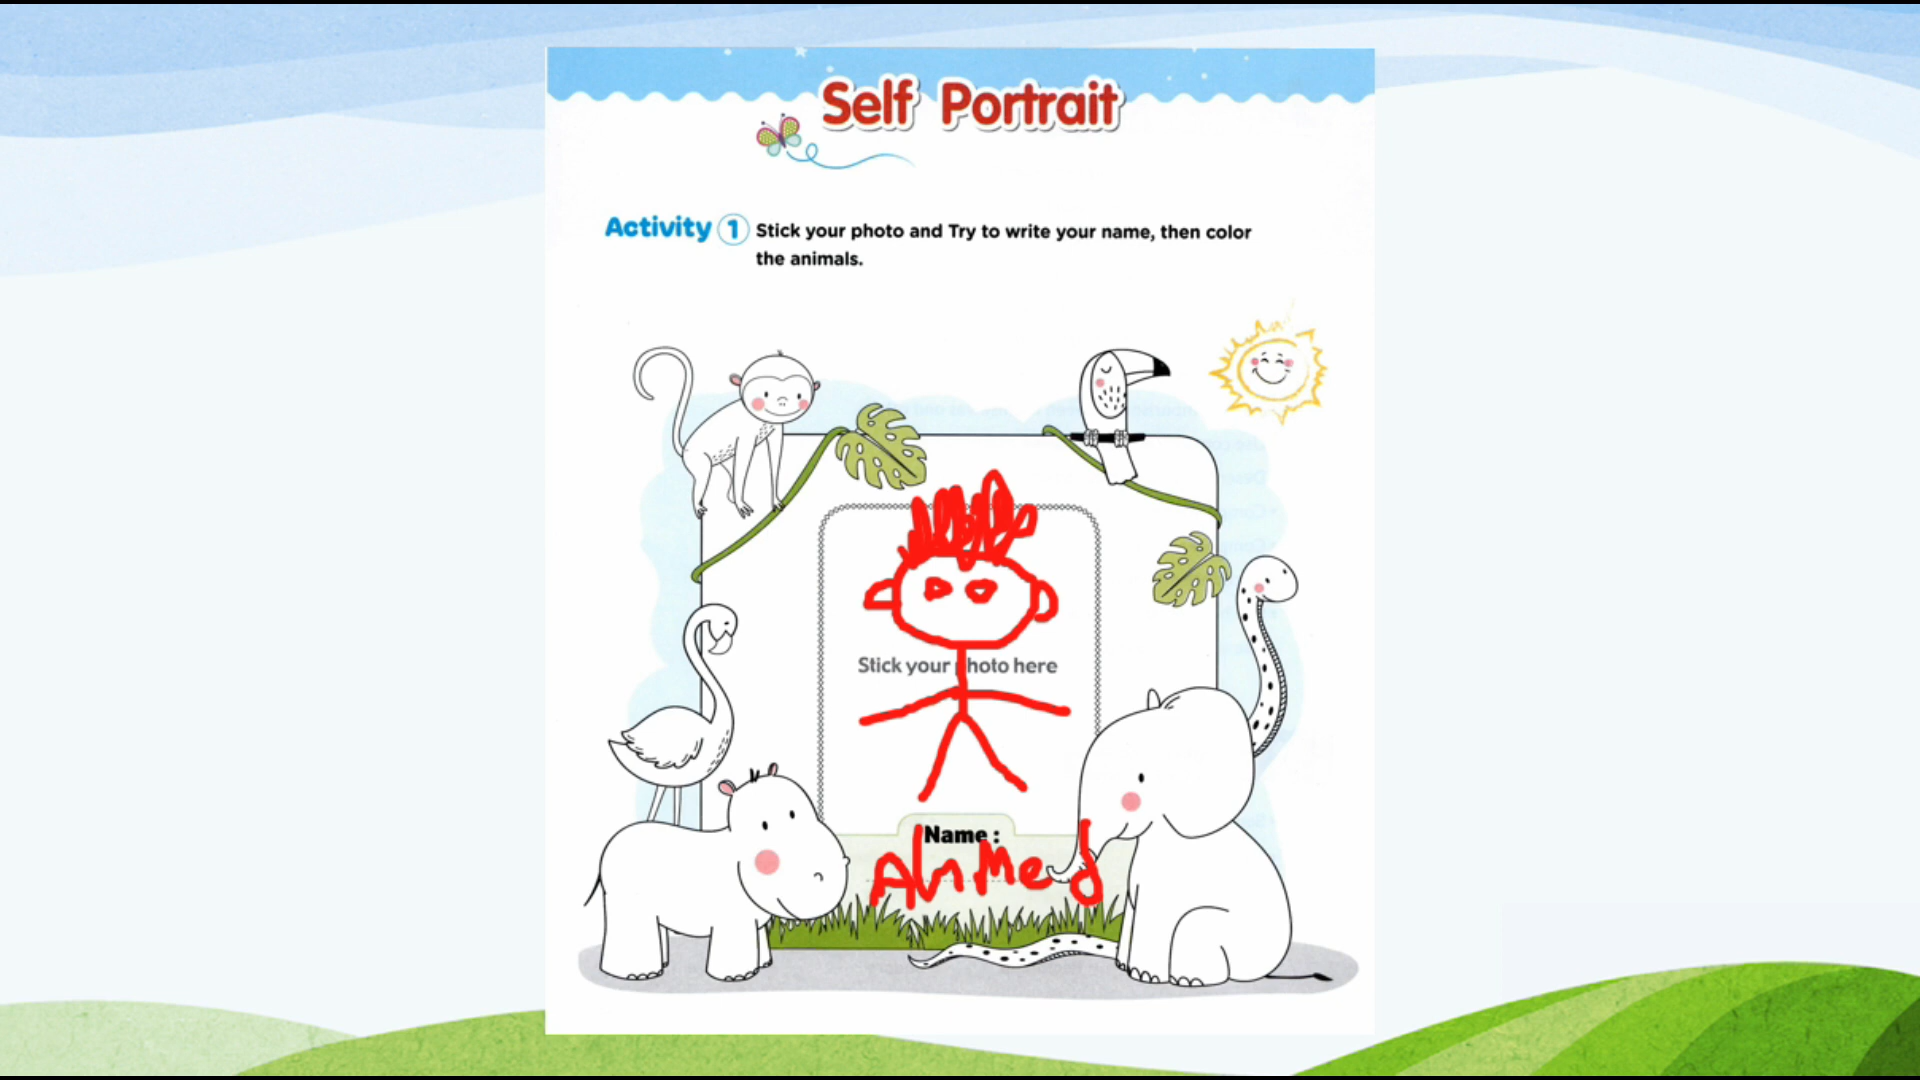 Self Portrait
Activity 1 Stick your photo and Try to write your name, then color
the animals.
Stick your photo here
Name :
Ahmed